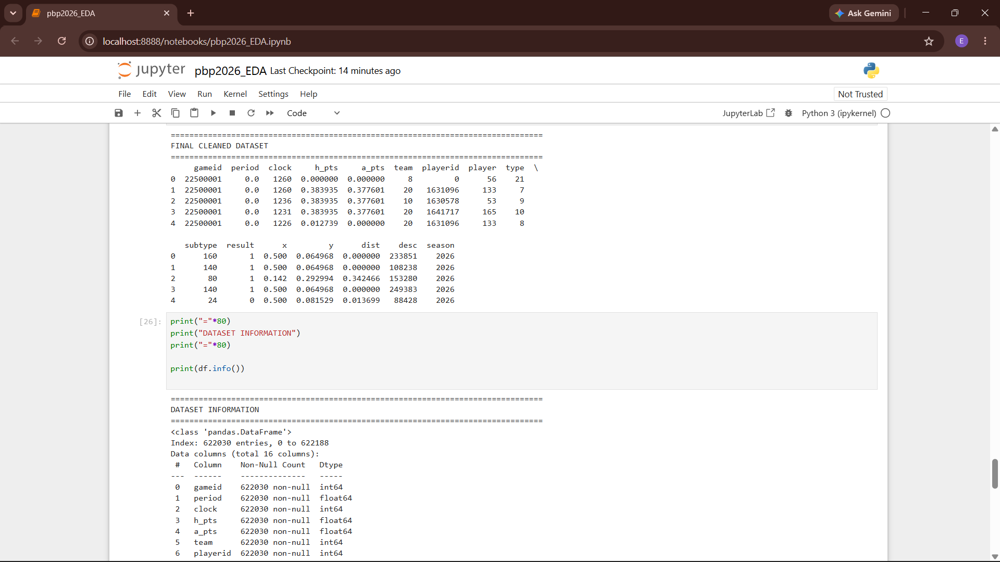 pbp2026_EDA
Ask Gemini
localhost:8888/notebooks/pbp2026_EDA.ipynb
E
jupyter pbp2026_EDA Last Checkpoint: 14 minutes ago
File Edit View Run Kernel Settings Help
Not Trusted
Code
JupyterLab
Python 3 (ipykernel)
================================================================================
FINAL CLEANED DATASET
================================================================================
     gameid  period  clock     h_pts     a_pts  team  playerid  player  type  \
0  22500001     0.0   1260  0.000000  0.000000     8         0      56    21
1  22500001     0.0   1260  0.383935  0.377601    20   1631096     133     7
2  22500001     0.0   1236  0.383935  0.377601    10   1630578      53     9
3  22500001     0.0   1231  0.383935  0.377601    20   1641717     165    10
4  22500001     0.0   1226  0.012739  0.000000    20   1631096     133     8
   subtype  result      x         y      dist    desc  season
0      160       1  0.500  0.064968  0.000000  233851    2026
1      140       1  0.500  0.064968  0.000000  108238    2026
2       80       1  0.142  0.292994  0.342466  153280    2026
3      140       1  0.500  0.064968  0.000000  249383    2026
4       24       0  0.500  0.081529  0.013699   88428    2026
[26]:
print("="*80)
print("DATASET INFORMATION")
print("="*80)
print(df.info())
================================================================================
DATASET INFORMATION
================================================================================
<class 'pandas.DataFrame'>
Index: 622030 entries, 0 to 622188
Data columns (total 16 columns):
 #   Column    Non-Null Count   Dtype
---  ------    --------------   -----
 0   gameid    622030 non-null  int64
 1   period    622030 non-null  float64
 2   clock     622030 non-null  int64
 3   h_pts     622030 non-null  float64
 4   a_pts     622030 non-null  float64
 5   team      622030 non-null  int64
 6   playerid  622030 non-null  int64